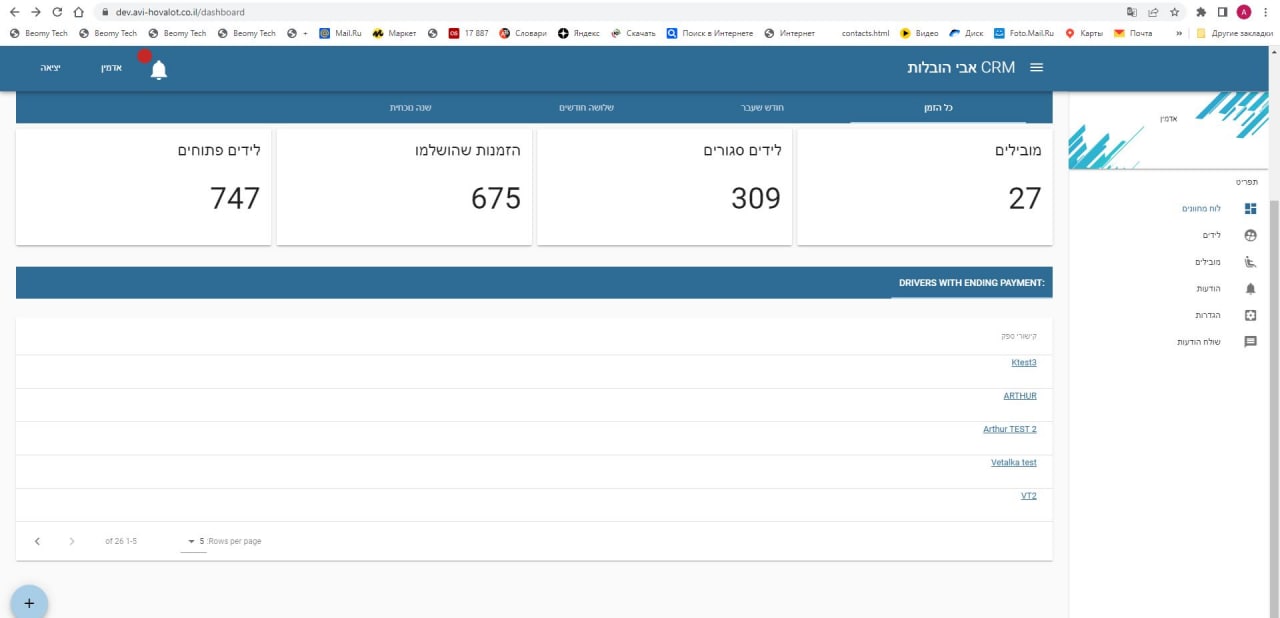 dev.avi-hovalot.co.il/dashboard
A
Beomy Tech
Beomy Tech
Beomy Tech
Beomy Tech
Mail.Ru
Маркет
17 887
Словари
Яндекс
Скачать
Поиск в Интернете
Интернет
contacts.html
Видео
Диск
Foto.Mail.Ru
Карты
Почта
»
Другие закладки
CRM אבי הובלות
אדמין
יציאה
אדמין
תפריט
לוח מחוונים
לידים
מובילים
הודעות
הגדרות
שולח הודעות
כל הזמן
חודש שעבר
שלושה חודשים
שנה נוכחית
מובילים
27
לידים סגורים
309
הזמנות שהושלמו
675
לידים פתוחים
747
DRIVERS WITH ENDING PAYMENT:
קישורי ספק
Ktest3
ARTHUR
Arthur TEST 2
Vetalka test
VT2
of 26 1-5
5
:Rows per page
+